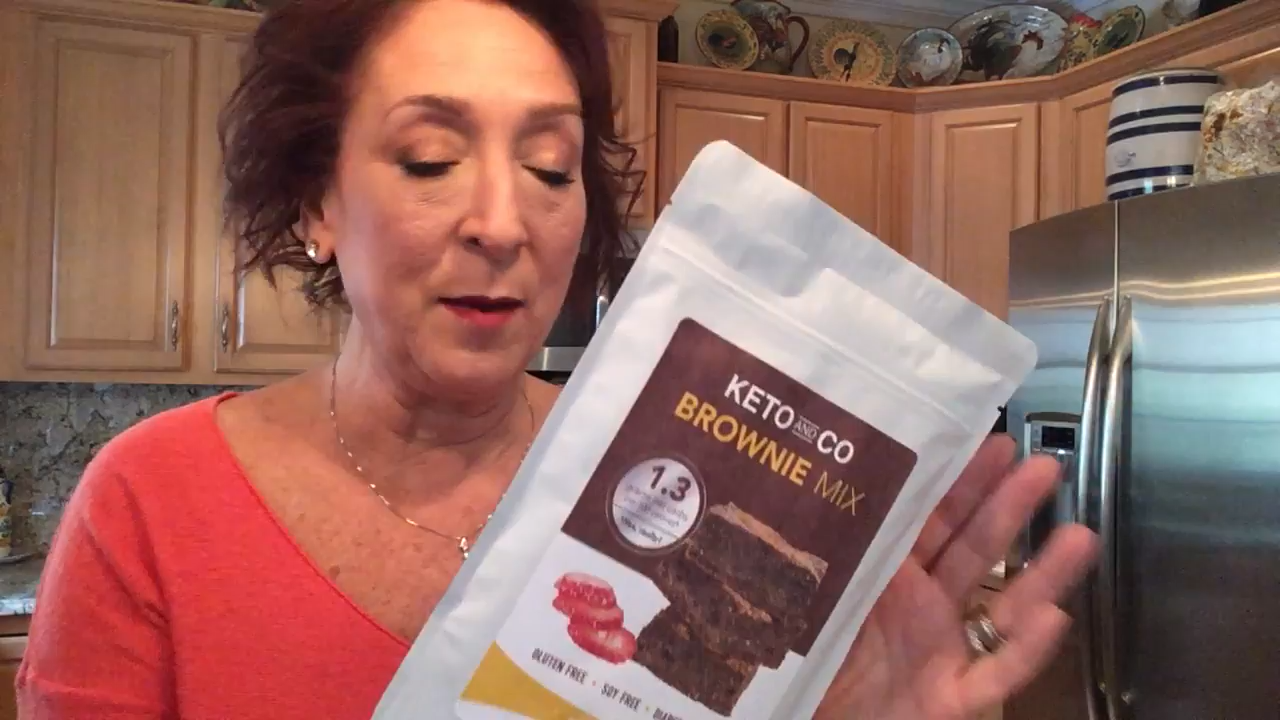 KETO AND CO
BROWNIE MIX
1.3
GLUTEN FREE • SOY FREE •